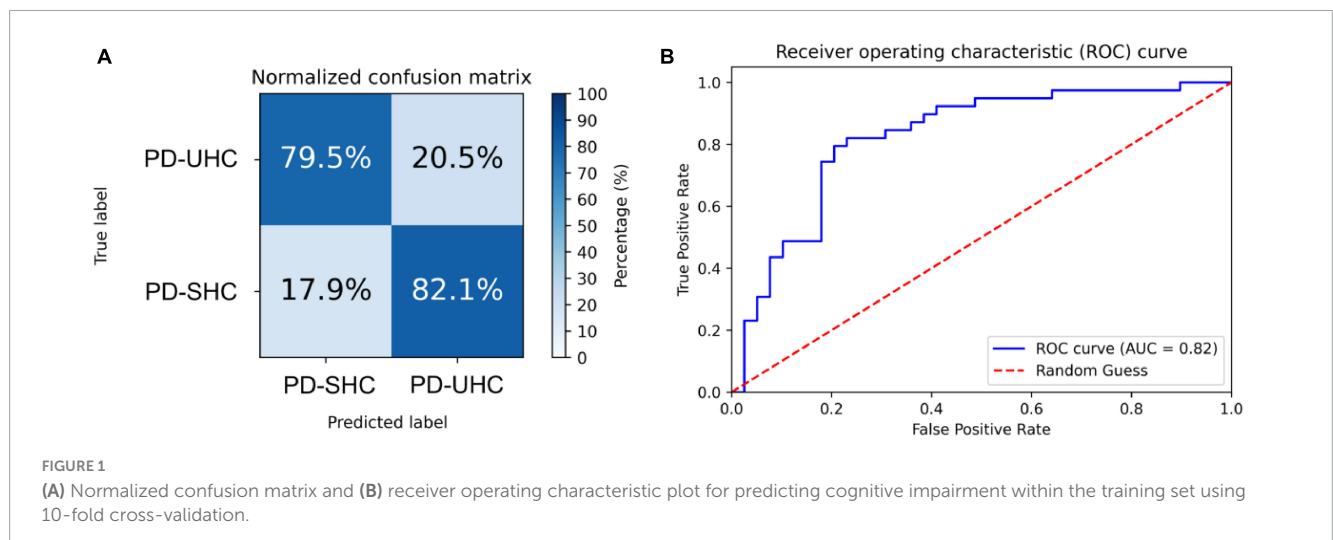 A
Normalized confusion matrix
PD-UHC
PD-SHC
True label
79.5%
20.5%
17.9%
82.1%
PD-SHC
PD-UHC
Predicted label
100
90
80
70
60
50
40
30
20
10
0
Percentage (%)
B
Receiver operating characteristic (ROC) curve
1.0
0.8
0.6
0.4
0.2
0.0
True Positive Rate
ROC curve (AUC = 0.82)
Random Guess
0.0
0.2
0.4
0.6
0.8
1.0
False Positive Rate
FIGURE 1
(A) Normalized confusion matrix and (B) receiver operating characteristic plot for predicting cognitive impairment within the training set using
10-fold cross-validation.